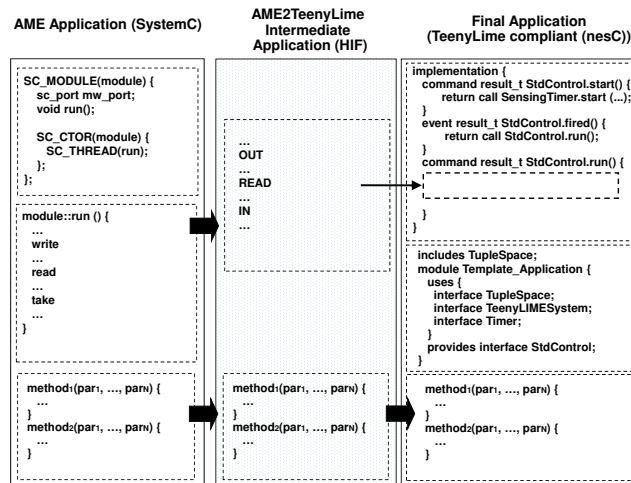 AME Application (SystemC)
SC_MODULE(module) {
sc_port mw_port;
void run();
SC_CTOR(module) {
SC_THREAD(run);
};
};
module::run () {
...
write
...
read
...
take
...
}
method1(par1, ..., parN) {
...
}
method2(par1, ..., parN) {
...
}
AME2TeenyLime
Intermediate
Application (HIF)
...
OUT
...
READ
...
IN
...
method1(par1, ..., parN) {
...
}
method2(par1, ..., parN) {
...
}
Final Application
(TeenyLime compliant (nesC))
implementation {
command result_t StdControl.start() {
return call SensingTimer.start (...);
}
event result_t StdControl.fired() {
return call StdControl.run();
}
command result_t StdControl.run() {
}
}
includes TupleSpace;
module Template_Application {
uses {
interface TupleSpace;
interface TeenyLIMESystem;
interface Timer;
}
provides interface StdControl;
}
method1(par1, ..., parN) {
...
}
method2(par1, ..., parN) {
...
}